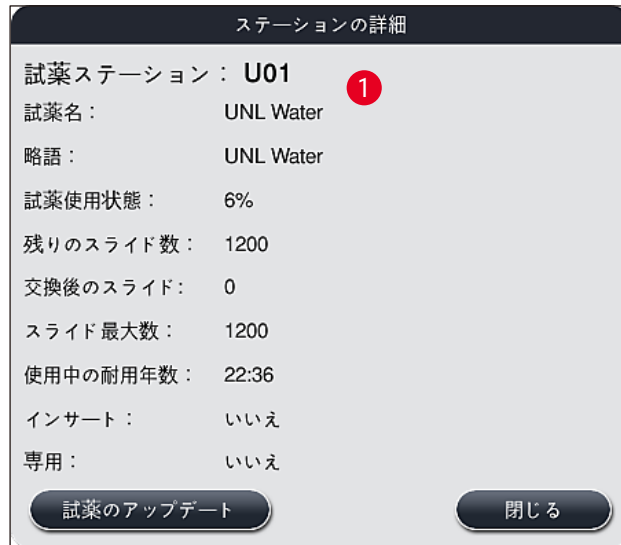 ステーションの詳細
試薬ステーション： U01
1
試薬名： UNL Water
略語： UNL Water
試薬使用状態： 6%
残りのスライド数： 1200
交換後のスライド： 0
スライド最大数： 1200
使用中の耐用年数： 22:36
インサート： いいえ
専用： いいえ
試薬のアップデート 閉じる